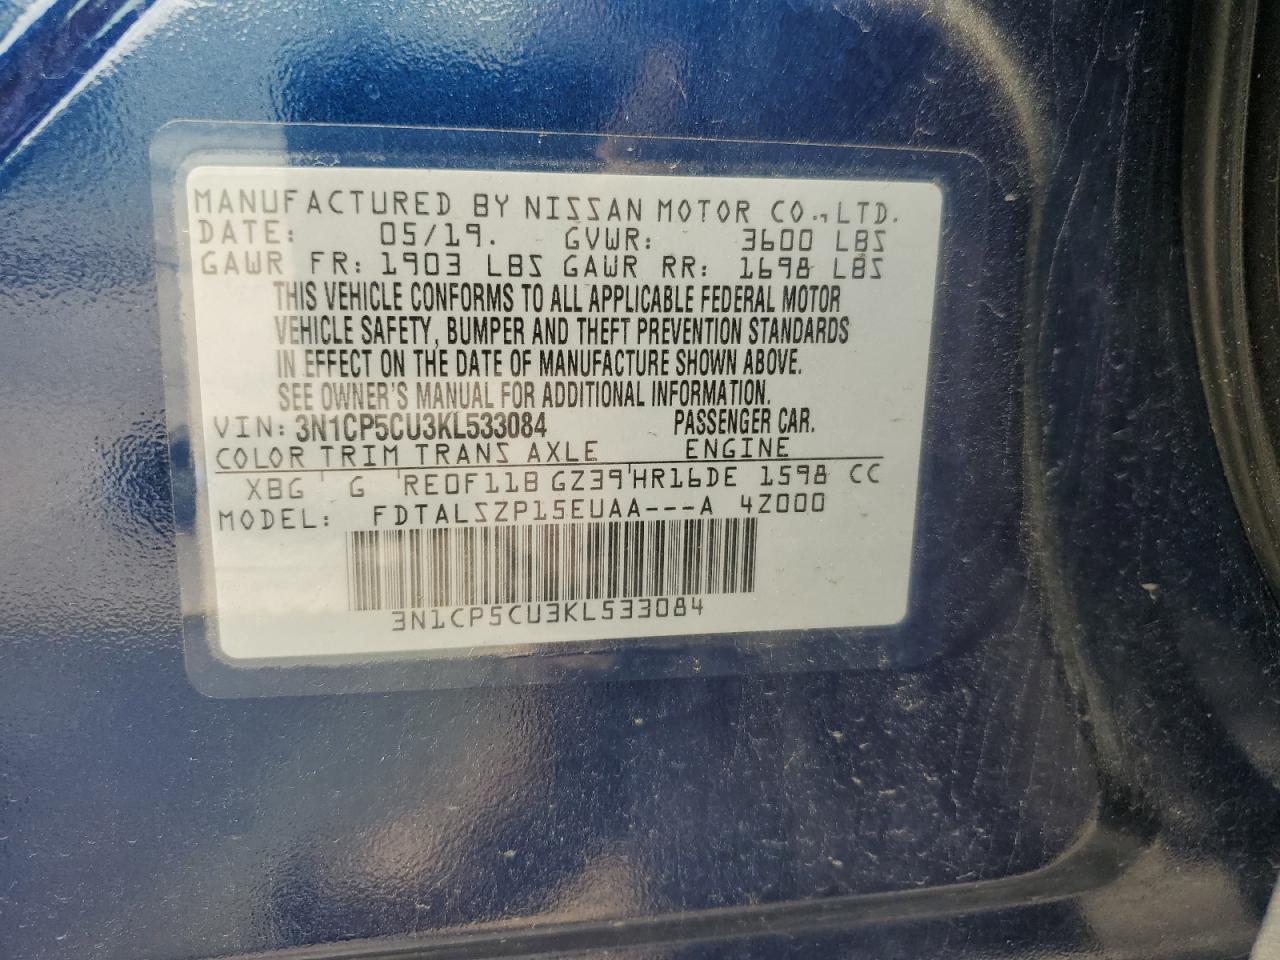 MANUFACTURED BY NISSAN MOTOR CO., LTD.
DATE: 05/19. GVWR: 3600 LBS
GAWR FR: 1903 LBS GAWR RR: 1698 LBS
THIS VEHICLE CONFORMS TO ALL APPLICABLE FEDERAL MOTOR
VEHICLE SAFETY, BUMPER AND THEFT PREVENTION STANDARDS
IN EFFECT ON THE DATE OF MANUFACTURE SHOWN ABOVE.
SEE OWNER'S MANUAL FOR ADDITIONAL INFORMATION.
VIN: 3N1CP5CU3KL533084 PASSENGER CAR.
COLOR TRIM TRANS AXLE ENGINE
XBG ' G ' RE0F11B GZ39'HR16DE 1598 CC
MODEL: FDTALSZP15EUAA---A 4Z000
3N1CP5CU3KL533084